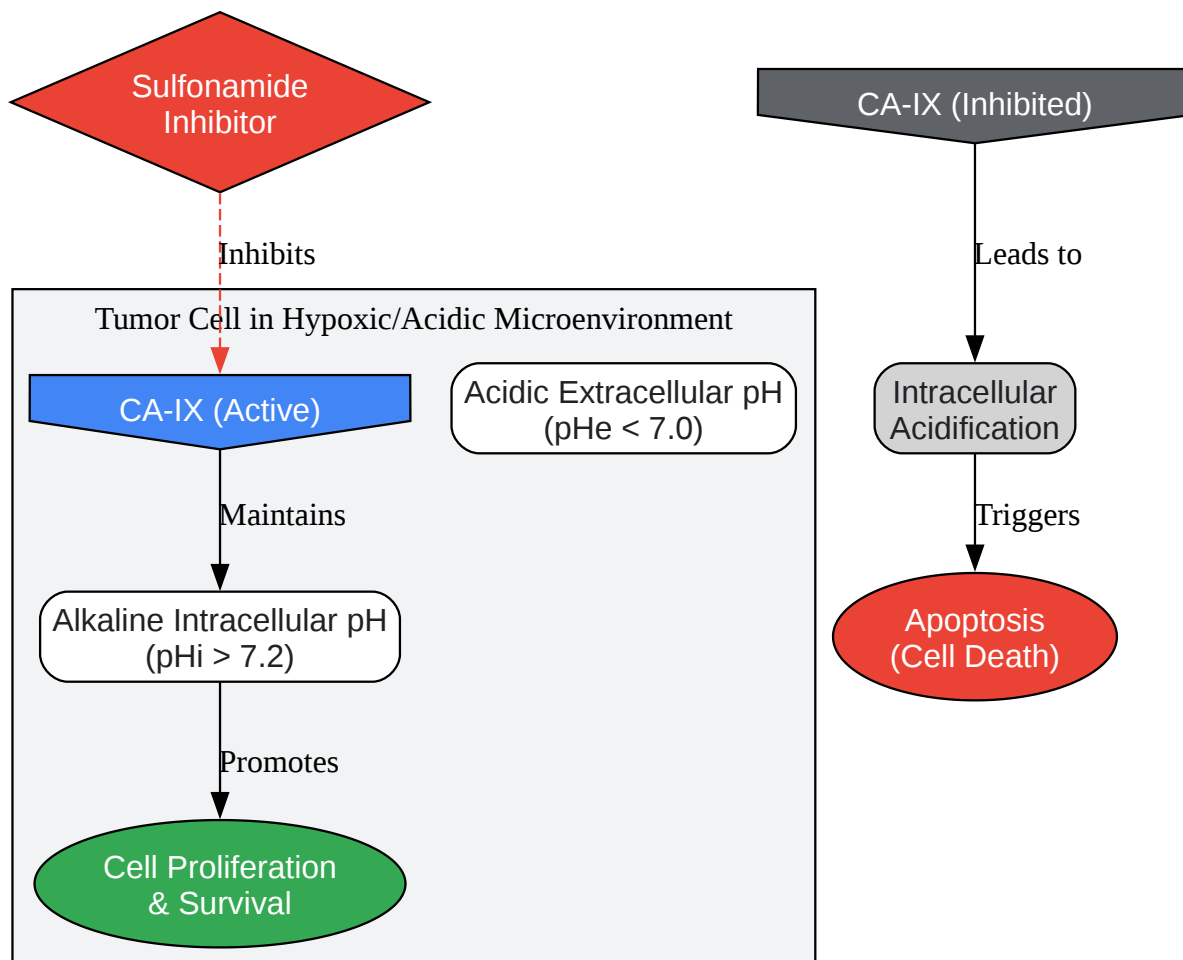 Sulfonamide
Inhibitor
CA-IX (Inhibited)
Inhibits
Leads to
Tumor Cell in Hypoxic/Acidic Microenvironment
CA-IX (Active)
Acidic Extracellular pH
(pHe < 7.0)
Intracellular
Acidification
Maintains
Triggers
Alkaline Intracellular pH
(pHi > 7.2)
Apoptosis
(Cell Death)
Promotes
Cell Proliferation
& Survival